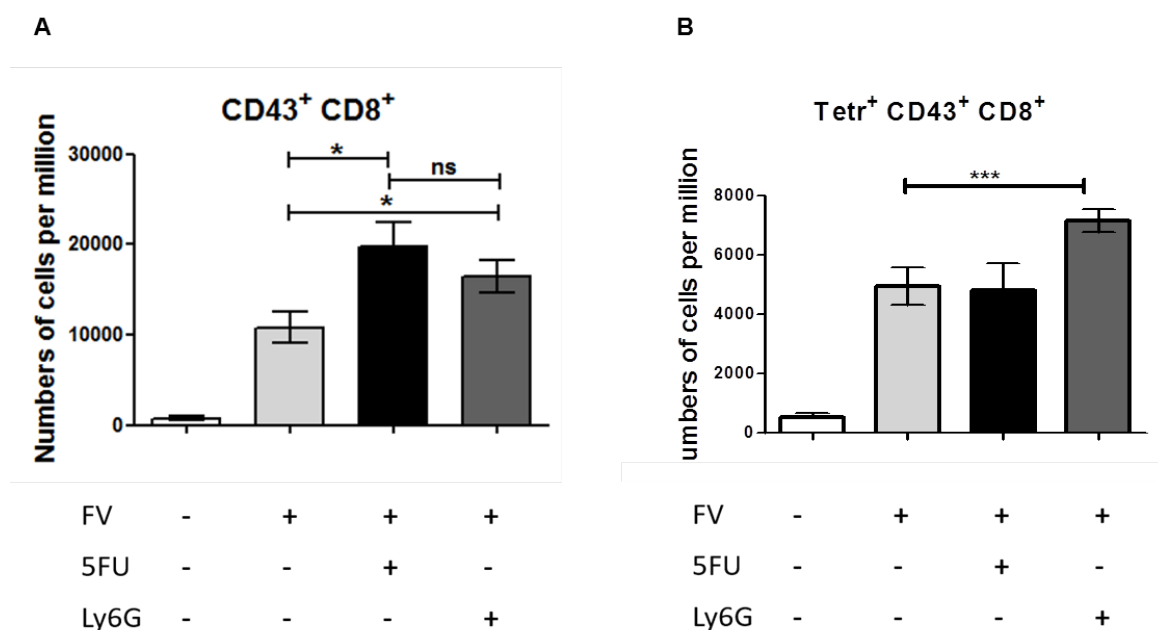 A
CD43+ CD8+
Numbers of cells per million
30000
20000
10000
0
*
ns
*
FV - + + +
5FU - - + -
Ly6G - - - +
B
Tetr+ CD43+ CD8+
umbers of cells per million
8000
6000
4000
2000
0
***
FV - + + +
5FU - - + -
Ly6G - - - +